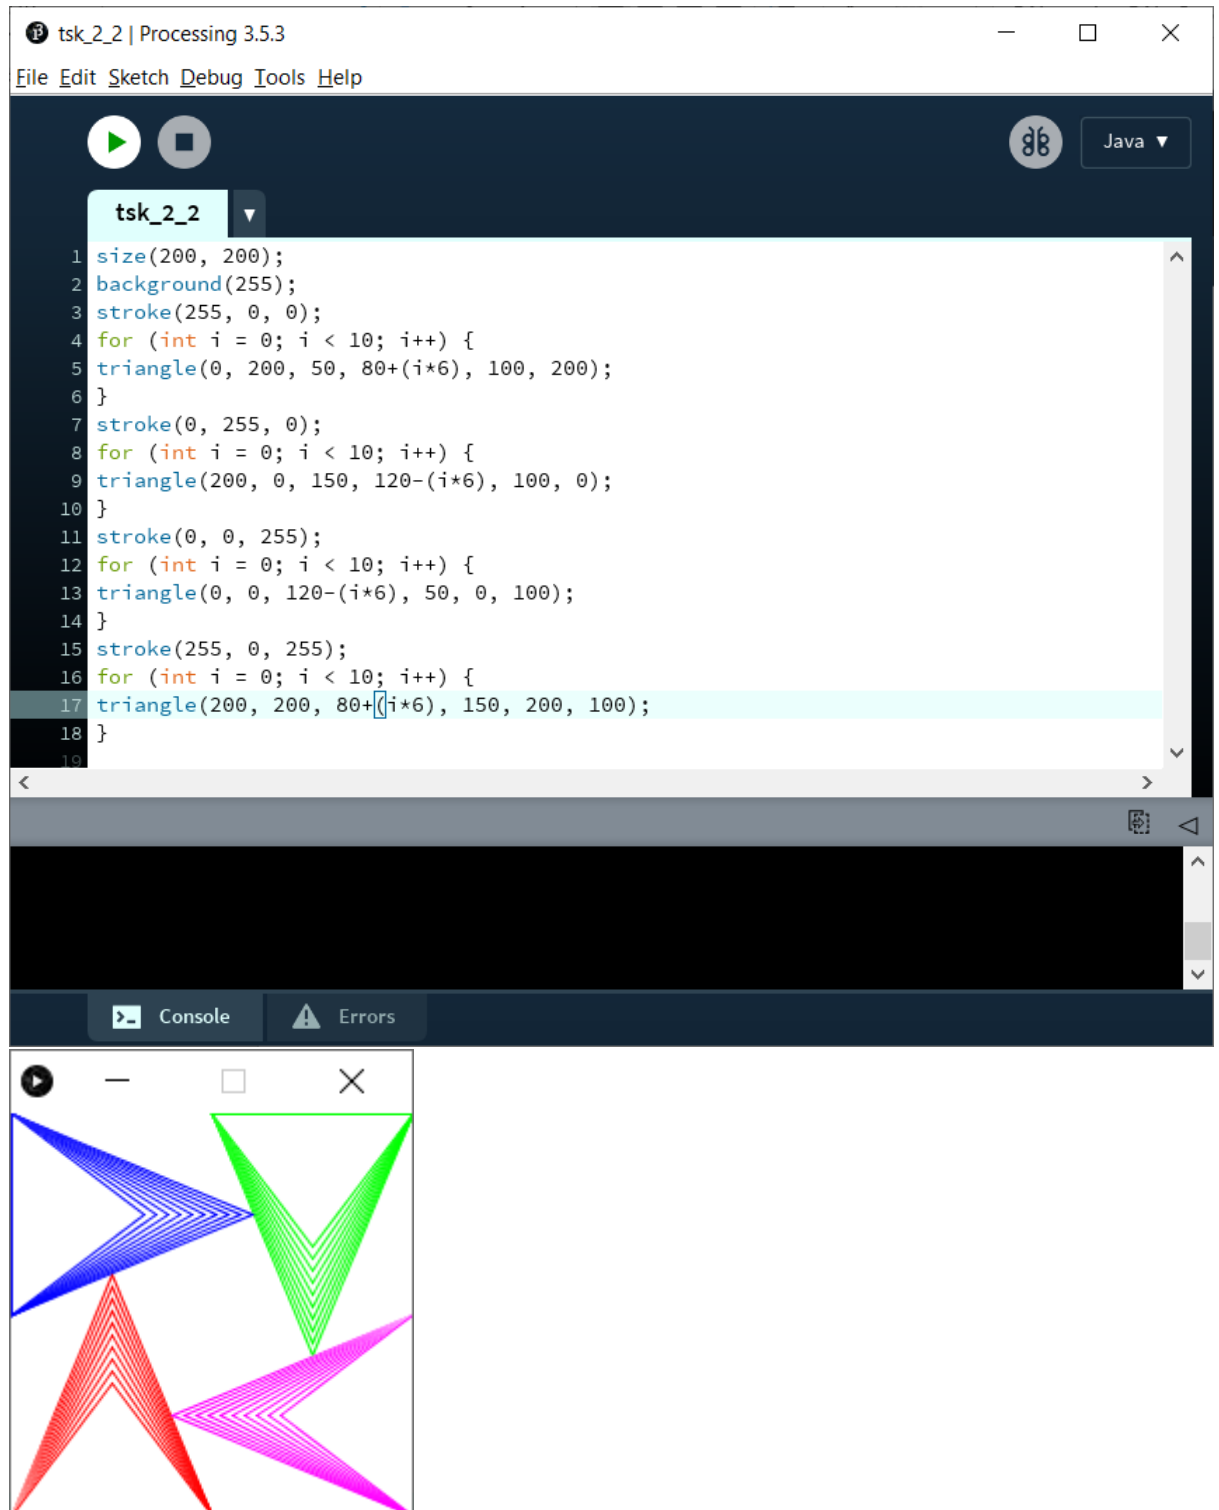 tsk_2_2 | Processing 3.5.3
File Edit Sketch Debug Tools Help
Java ▼
tsk_2_2 ▼
1 size(200, 200);
2 background(255);
3 stroke(255, 0, 0);
4 for (int i = 0; i < 10; i++) {
5 triangle(0, 200, 50, 80+(i*6), 100, 200);
6 }
7 stroke(0, 255, 0);
8 for (int i = 0; i < 10; i++) {
9 triangle(200, 0, 150, 120-(i*6), 100, 0);
10 }
11 stroke(0, 0, 255);
12 for (int i = 0; i < 10; i++) {
13 triangle(0, 0, 120-(i*6), 50, 0, 100);
14 }
15 stroke(255, 0, 255);
16 for (int i = 0; i < 10; i++) {
17 triangle(200, 200, 80+(i*6), 150, 200, 100);
18 }
19
Console Errors